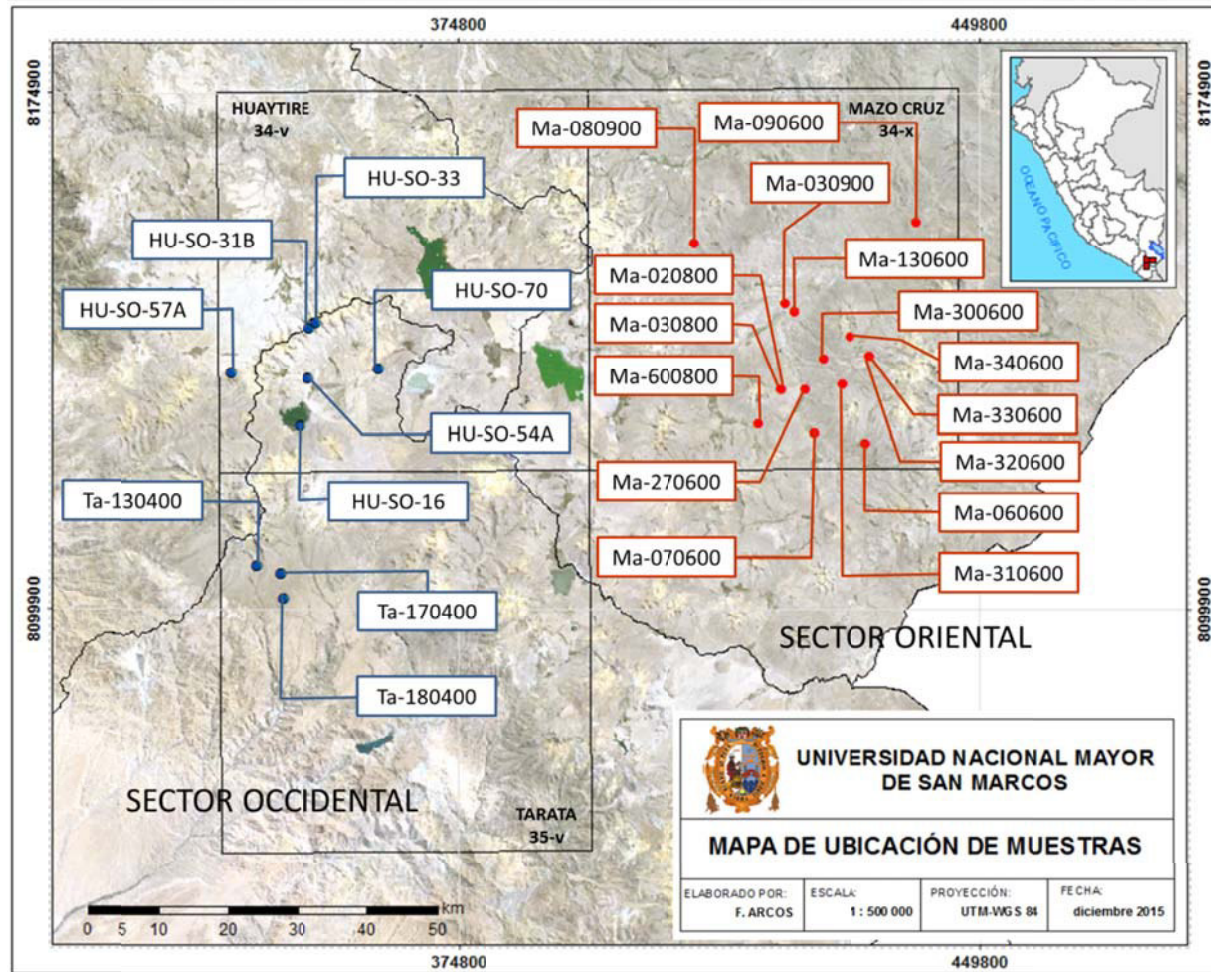 374800
449800
8174900
8174900
HUAYTIRE
34-v
MAZO CRUZ
34-x
Ma-080900
Ma-090600
HU-SO-33
Ma-030900
HU-SO-31B
Ma-020800
Ma-130600
HU-SO-57A
HU-SO-70
Ma-030800
Ma-300600
Ma-600800
Ma-340600
HU-SO-54A
Ma-330600
Ma-320600
Ta-130400
HU-SO-16
Ma-270600
Ma-060600
Ma-070600
Ma-310600
Ta-170400
Ta-180400
8099900
8099900
SECTOR ORIENTAL
SECTOR OCCIDENTAL
TARATA
35-v
OCEANO PACIFICO
km
0 5 10 20 30 40 50
UNIVERSIDAD NACIONAL MAYOR
DE SAN MARCOS
MAPA DE UBICACIÓN DE MUESTRAS
ELABORADO POR:
F. ARCOS
ESCALA:
1 : 500 000
PROYECCIÓN:
UTM-WGS 84
FECHA:
diciembre 2015
374800
449800